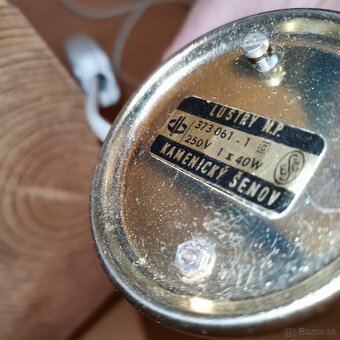 LUSTRY N.P.
373 061 - 1
250V 1 x 40W
KAMENICKÝ ŠENOV
| Bazos.sk